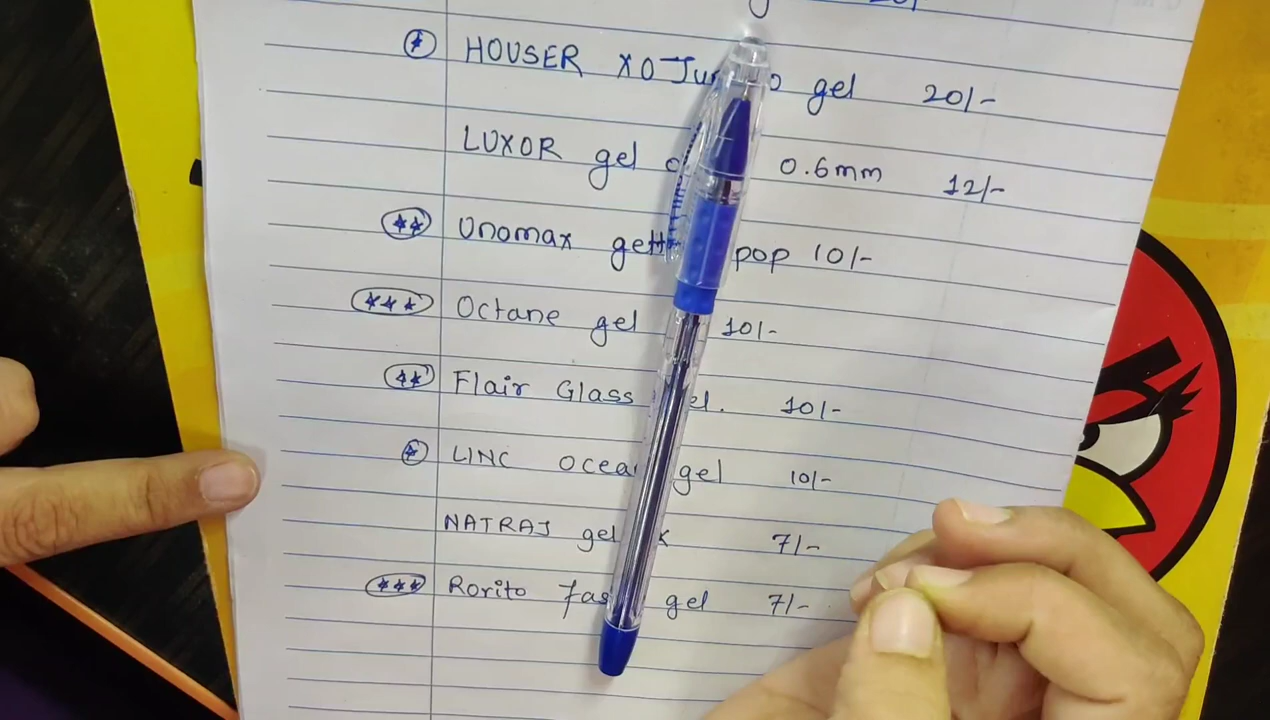 20/-
HOUSER XO gel 20/-
LUXOR gel 0.6mm 12/-
** Unomax pop 10/-
*** Octane gel 10/-
** Flair Glass 10/-
* LINC gel 10/-
NATRAJ gel 7/-
*** Rorito gel 7/-